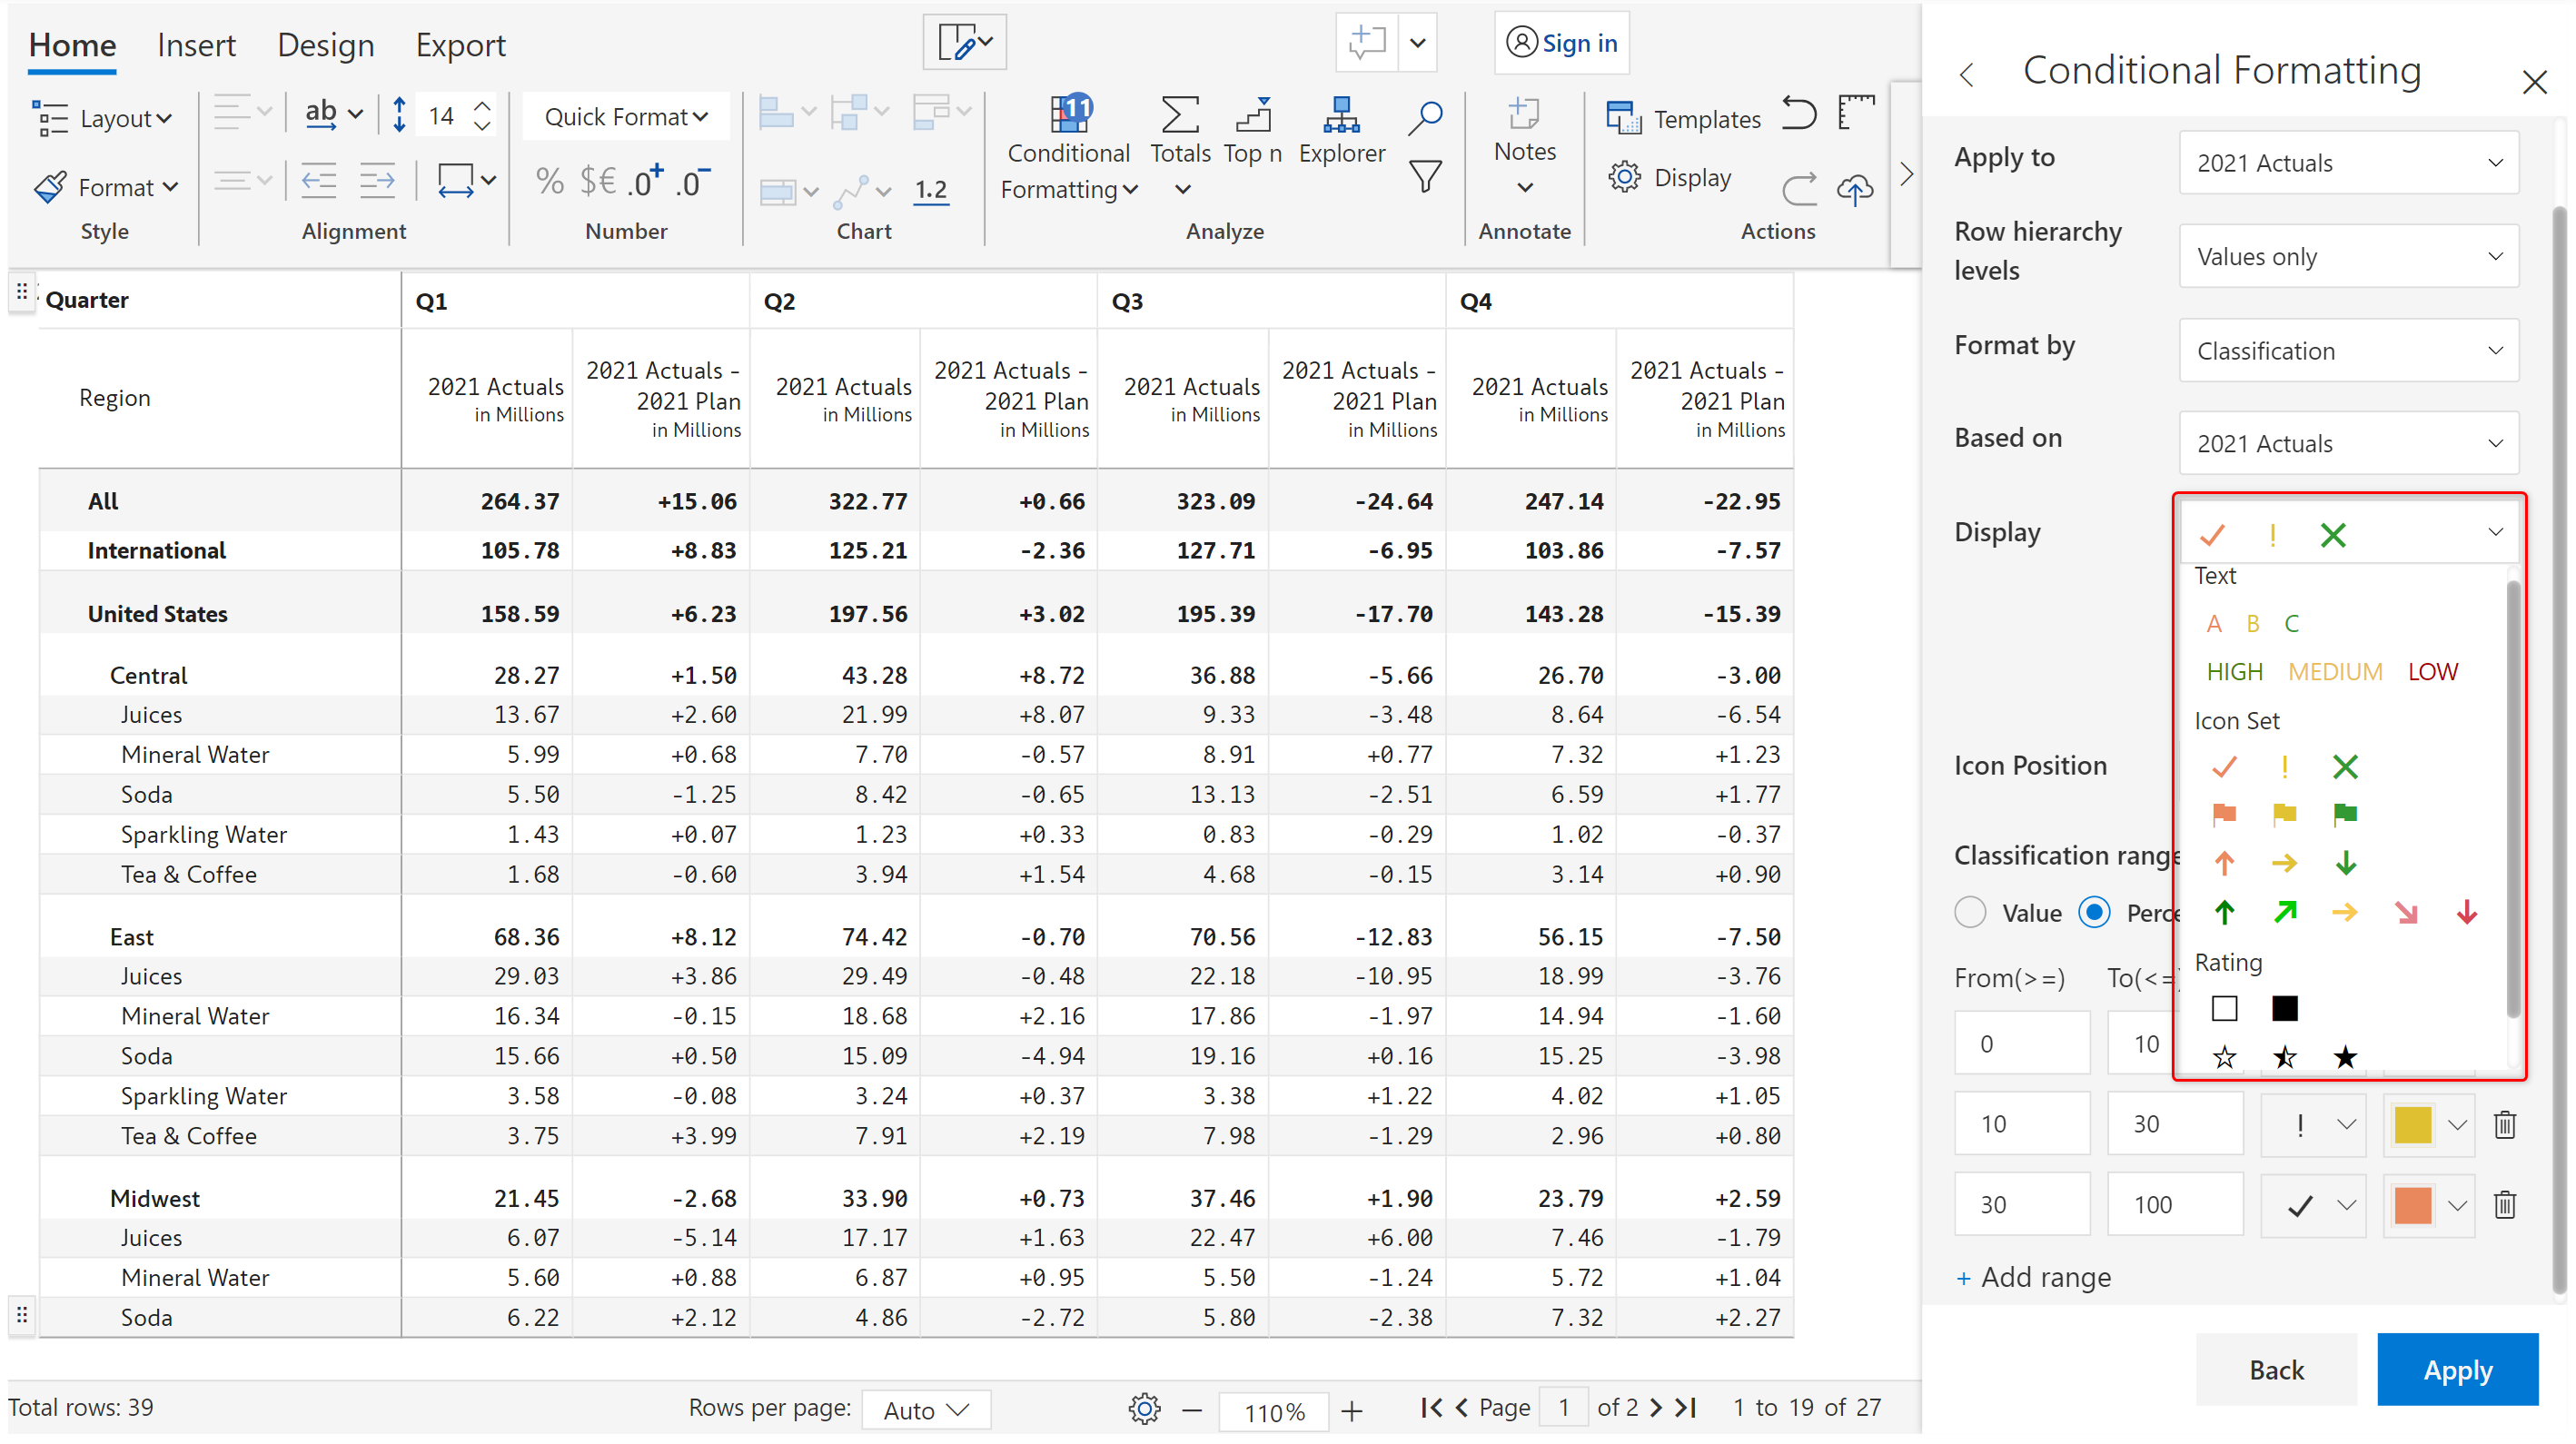 Home Insert Design Export Sign in
Layout ab 14 Quick Format 11 Conditional Formatting Totals Top n Explorer Notes Templates
Format % $€ .0+ .0- 1.2 Display
Style Alignment Number Chart Analyze Annotate Actions
Quarter Q1 Q2 Q3 Q4
Region 2021 Actuals in Millions 2021 Actuals - 2021 Plan in Millions 2021 Actuals in Millions 2021 Actuals - 2021 Plan in Millions 2021 Actuals in Millions 2021 Actuals - 2021 Plan in Millions 2021 Actuals in Millions 2021 Actuals - 2021 Plan in Millions
All 264.37 +15.06 322.77 +0.66 323.09 -24.64 247.14 -22.95
International 105.78 +8.83 125.21 -2.36 127.71 -6.95 103.86 -7.57
United States 158.59 +6.23 197.56 +3.02 195.39 -17.70 143.28 -15.39
Central 28.27 +1.50 43.28 +8.72 36.88 -5.66 26.70 -3.00
Juices 13.67 +2.60 21.99 +8.07 9.33 -3.48 8.64 -6.54
Mineral Water 5.99 +0.68 7.70 -0.57 8.91 +0.77 7.32 +1.23
Soda 5.50 -1.25 8.42 -0.65 13.13 -2.51 6.59 +1.77
Sparkling Water 1.43 +0.07 1.23 +0.33 0.83 -0.29 1.02 -0.37
Tea & Coffee 1.68 -0.60 3.94 +1.54 4.68 -0.15 3.14 +0.90
East 68.36 +8.12 74.42 -0.70 70.56 -12.83 56.15 -7.50
Juices 29.03 +3.86 29.49 -0.48 22.18 -10.95 18.99 -3.76
Mineral Water 16.34 -0.15 18.68 +2.16 17.86 -1.97 14.94 -1.60
Soda 15.66 +0.50 15.09 -4.94 19.16 +0.16 15.25 -3.98
Sparkling Water 3.58 -0.08 3.24 +0.37 3.38 +1.22 4.02 +1.05
Tea & Coffee 3.75 +3.99 7.91 +2.19 7.98 -1.29 2.96 +0.80
Midwest 21.45 -2.68 33.90 +0.73 37.46 +1.90 23.79 +2.59
Juices 6.07 -5.14 17.17 +1.63 22.47 +6.00 7.46 -1.79
Mineral Water 5.60 +0.88 6.87 +0.95 5.50 -1.24 5.72 +1.04
Soda 6.22 +2.12 4.86 -2.72 5.80 -2.38 7.32 +2.27
Total rows: 39 Rows per page: Auto 110% Page 1 of 2 1 to 19 of 27
Conditional Formatting
Apply to 2021 Actuals
Row hierarchy levels Values only
Format by Classification
Based on 2021 Actuals
Display
Text
A B C
HIGH MEDIUM LOW
Icon Set
Icon Position
Classification range
Value Perce
Rating
From(>=) To(<=)
0 10
10 30 !
30 100
+ Add range
Back Apply